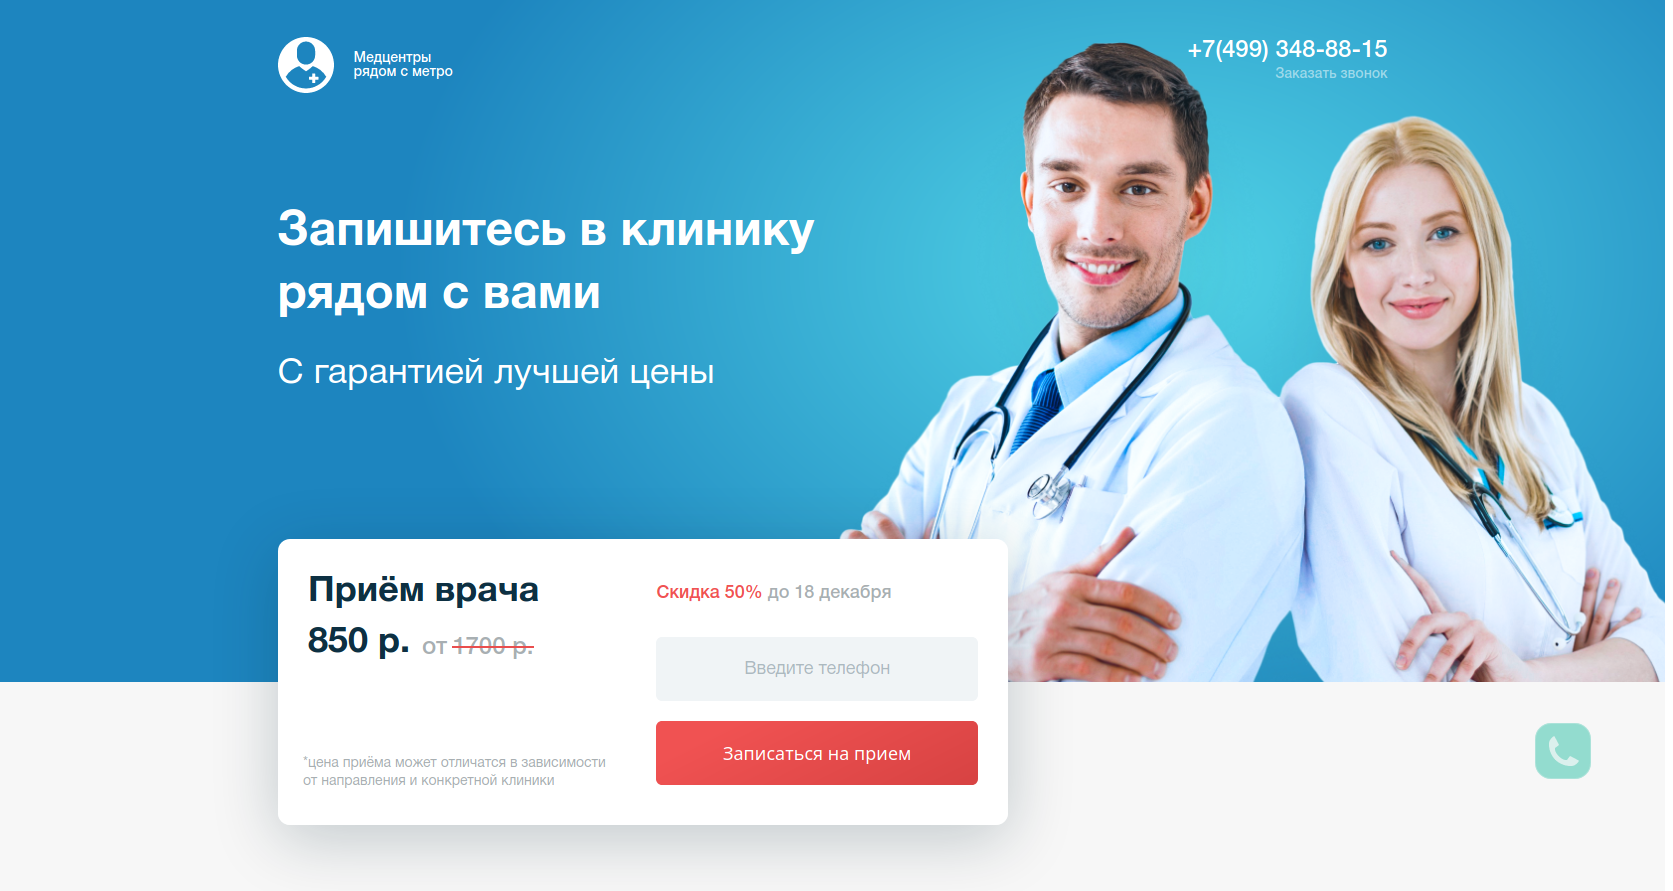 Медцентры
рядом с метро
+7(499) 348-88-15
Заказать звонок
Запишитесь в клинику
рядом с вами
С гарантией лучшей цены
Приём врача
850 р. от 1700 р.
*цена приёма может отличатся в зависимости
от направления и конкретной клиники
Скидка 50% до 18 декабря
Введите телефон
Записаться на прием